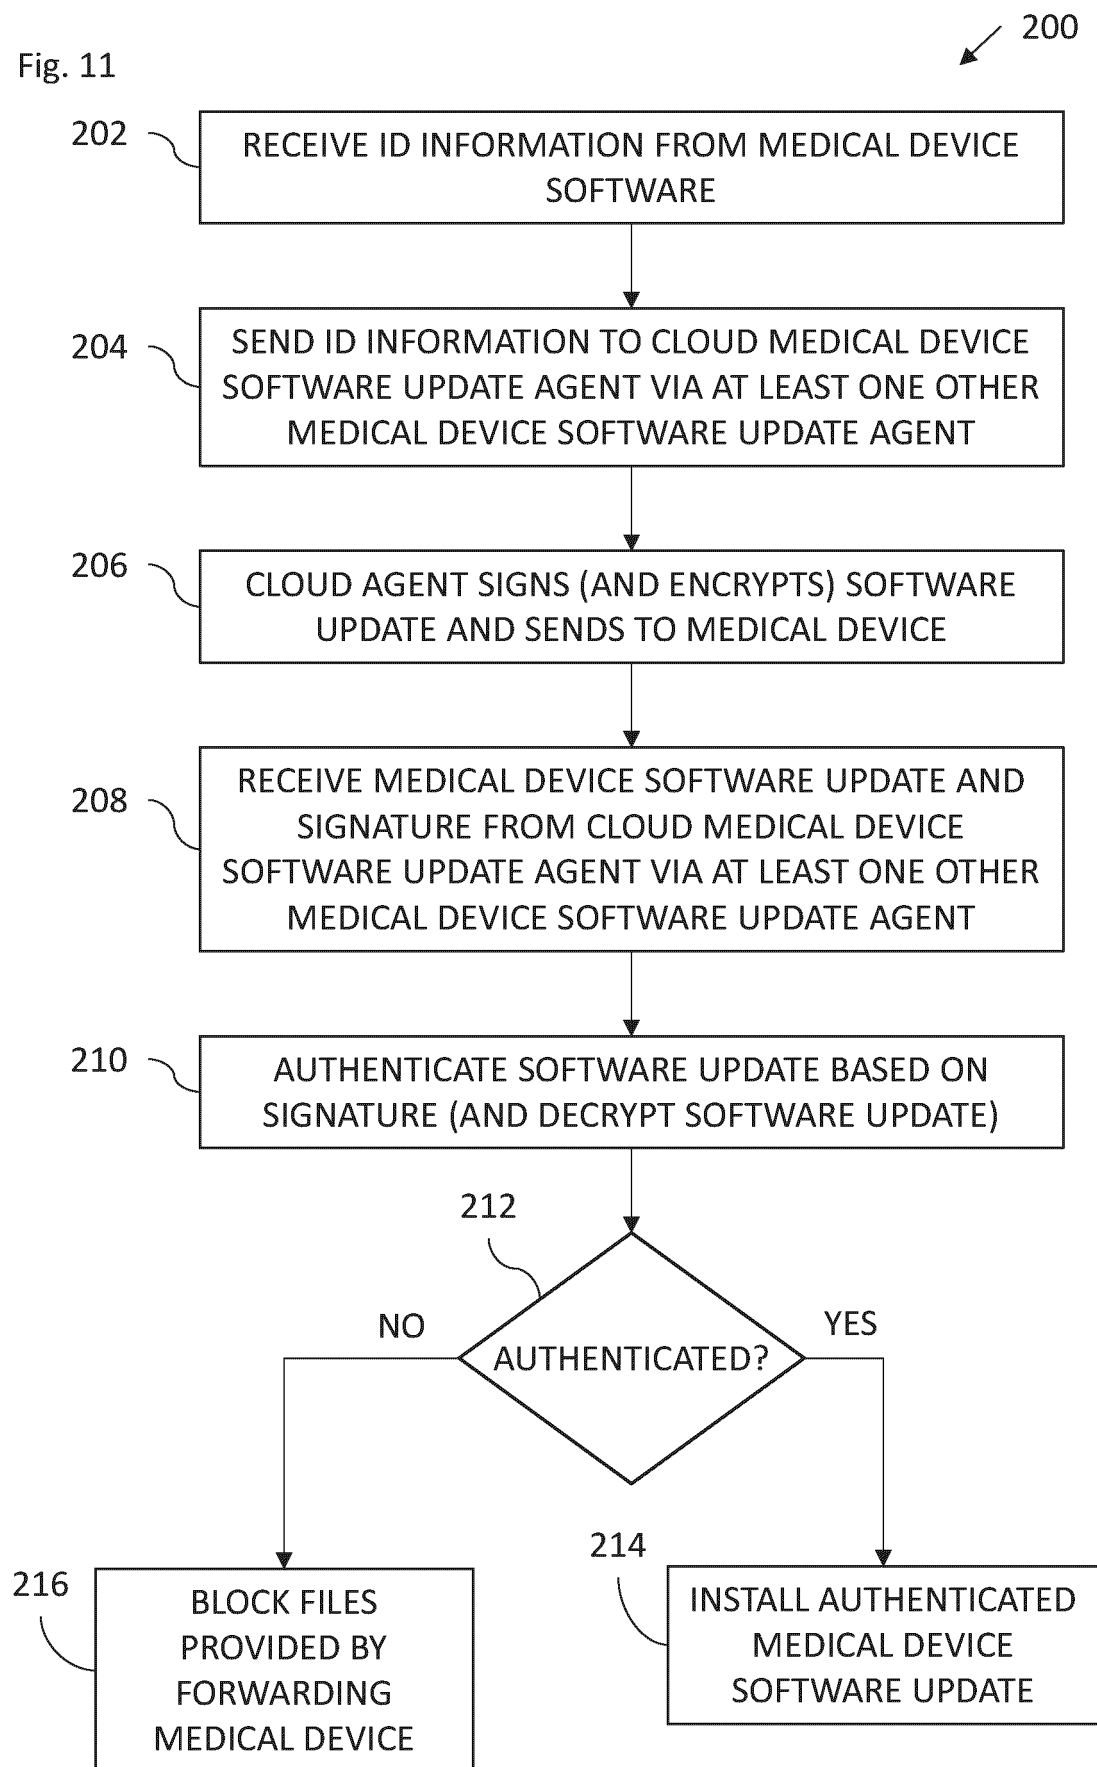 200
Fig. 11
202
RECEIVE ID INFORMATION FROM MEDICAL DEVICE
SOFTWARE
204
SEND ID INFORMATION TO CLOUD MEDICAL DEVICE
SOFTWARE UPDATE AGENT VIA AT LEAST ONE OTHER
MEDICAL DEVICE SOFTWARE UPDATE AGENT
206
CLOUD AGENT SIGNS (AND ENCRYPTS) SOFTWARE
UPDATE AND SENDS TO MEDICAL DEVICE
208
RECEIVE MEDICAL DEVICE SOFTWARE UPDATE AND
SIGNATURE FROM CLOUD MEDICAL DEVICE
SOFTWARE UPDATE AGENT VIA AT LEAST ONE OTHER
MEDICAL DEVICE SOFTWARE UPDATE AGENT
210
AUTHENTICATE SOFTWARE UPDATE BASED ON
SIGNATURE (AND DECRYPT SOFTWARE UPDATE)
212
NO
YES
AUTHENTICATED?
216
BLOCK FILES
PROVIDED BY
FORWARDING
MEDICAL DEVICE
214
INSTALL AUTHENTICATED
MEDICAL DEVICE
SOFTWARE UPDATE